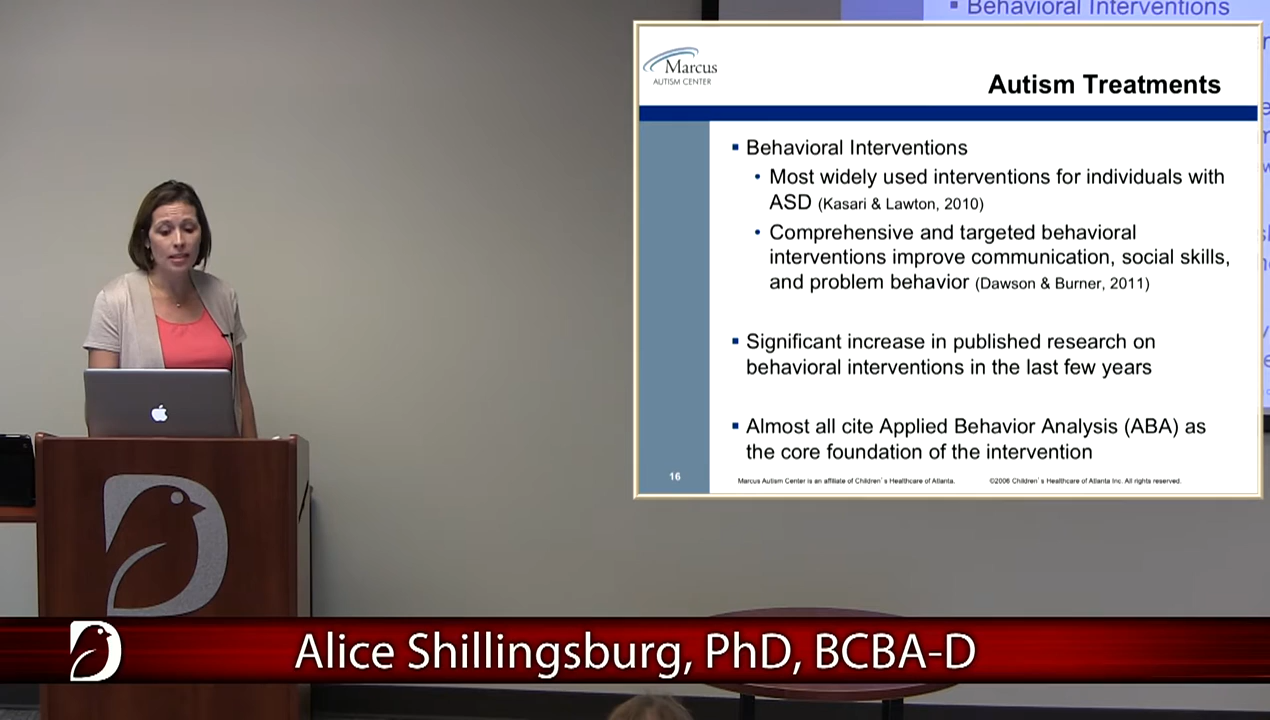 Behavioral Interventions
Marcus
AUTISM CENTER
Autism Treatments
Behavioral Interventions
Most widely used interventions for individuals with
ASD (Kasari & Lawton, 2010)
Comprehensive and targeted behavioral
interventions improve communication, social skills,
and problem behavior (Dawson & Burner, 2011)
Significant increase in published research on
behavioral interventions in the last few years
Almost all cite Applied Behavior Analysis (ABA) as
the core foundation of the intervention
16
Marcus Autism Center is an affiliate of Children`s Healthcare of Atlanta. ©2006 Children`s Healthcare of Atlanta Inc. All rights reserved.
Alice Shillingsburg, PhD, BCBA-D